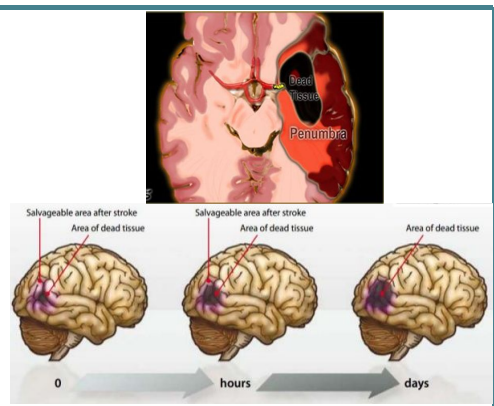 Dead
Tissue
Penumbra
Salvageable area after stroke
Area of dead tissue
Salvageable area after stroke
Area of dead tissue
Area of dead tissue
0
hours
days